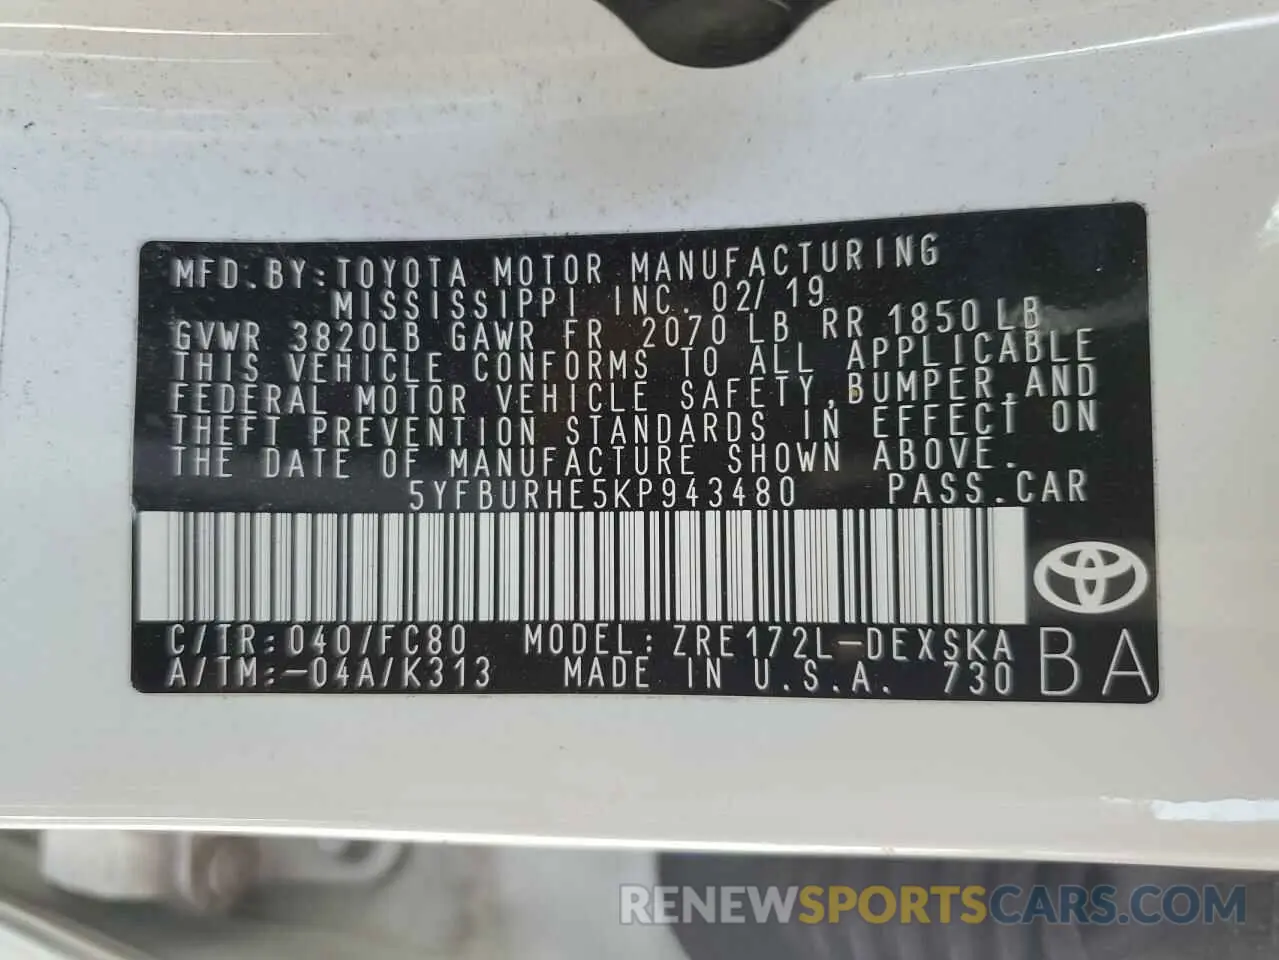 MFD. BY: TOYOTA MOTOR MANUFACTURING
MISSISSIPPI INC. 02/19
GVWR 3820LB GAWR FR 2070 LB RR 1850 LB
THIS VEHICLE CONFORMS TO ALL APPLICABLE
FEDERAL MOTOR VEHICLE SAFETY, BUMPER, AND
THEFT PREVENTION STANDARDS IN EFFECT ON
THE DATE OF MANUFACTURE SHOWN ABOVE.
5YFBURHE5KP943480 PASS. CAR
C/TR: 040/FC80 MODEL: ZRE172L-DEXSKA
A/TM: -04A/K313 MADE IN U.S.A. 730
BA
RENEWSPORTSCARS.COM